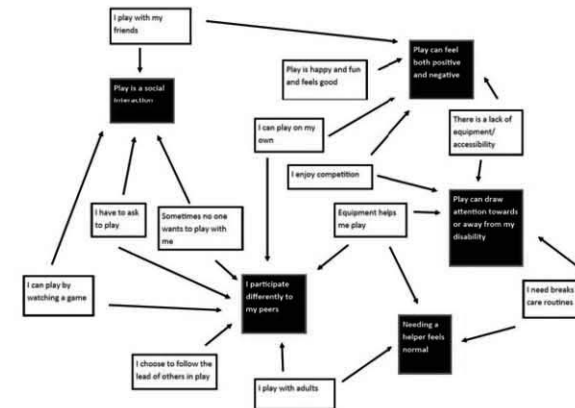 I play with my
friends
Play can feel
both positive
and negative
Play is happy and fun
and feels good
Play is a social
interaction
There is a lack of
equipment/
accessibility
I can play on my
own
I enjoy competition
Play can draw
attention towards
or away from my
disability
I have to ask
to play
Sometimes no one
wants to play with
me
Equipment helps
me play
I can play by
watching a game
I participate
differently to
my peers
I need breaks
care routines
Needing a
helper feels
normal
I choose to follow the
lead of others in play
I play with adults